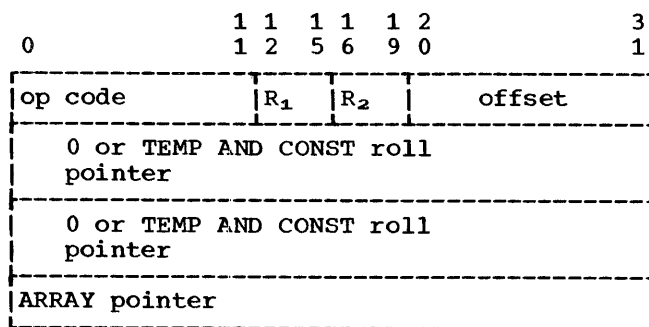 1 1 1 1 1 2 3
0 1 2 5 6 9 0 1
op code R₁ R₂ offset
0 or TEMP AND CONST roll
pointer
0 or TEMP AND CONST roll
pointer
ARRAY pointer